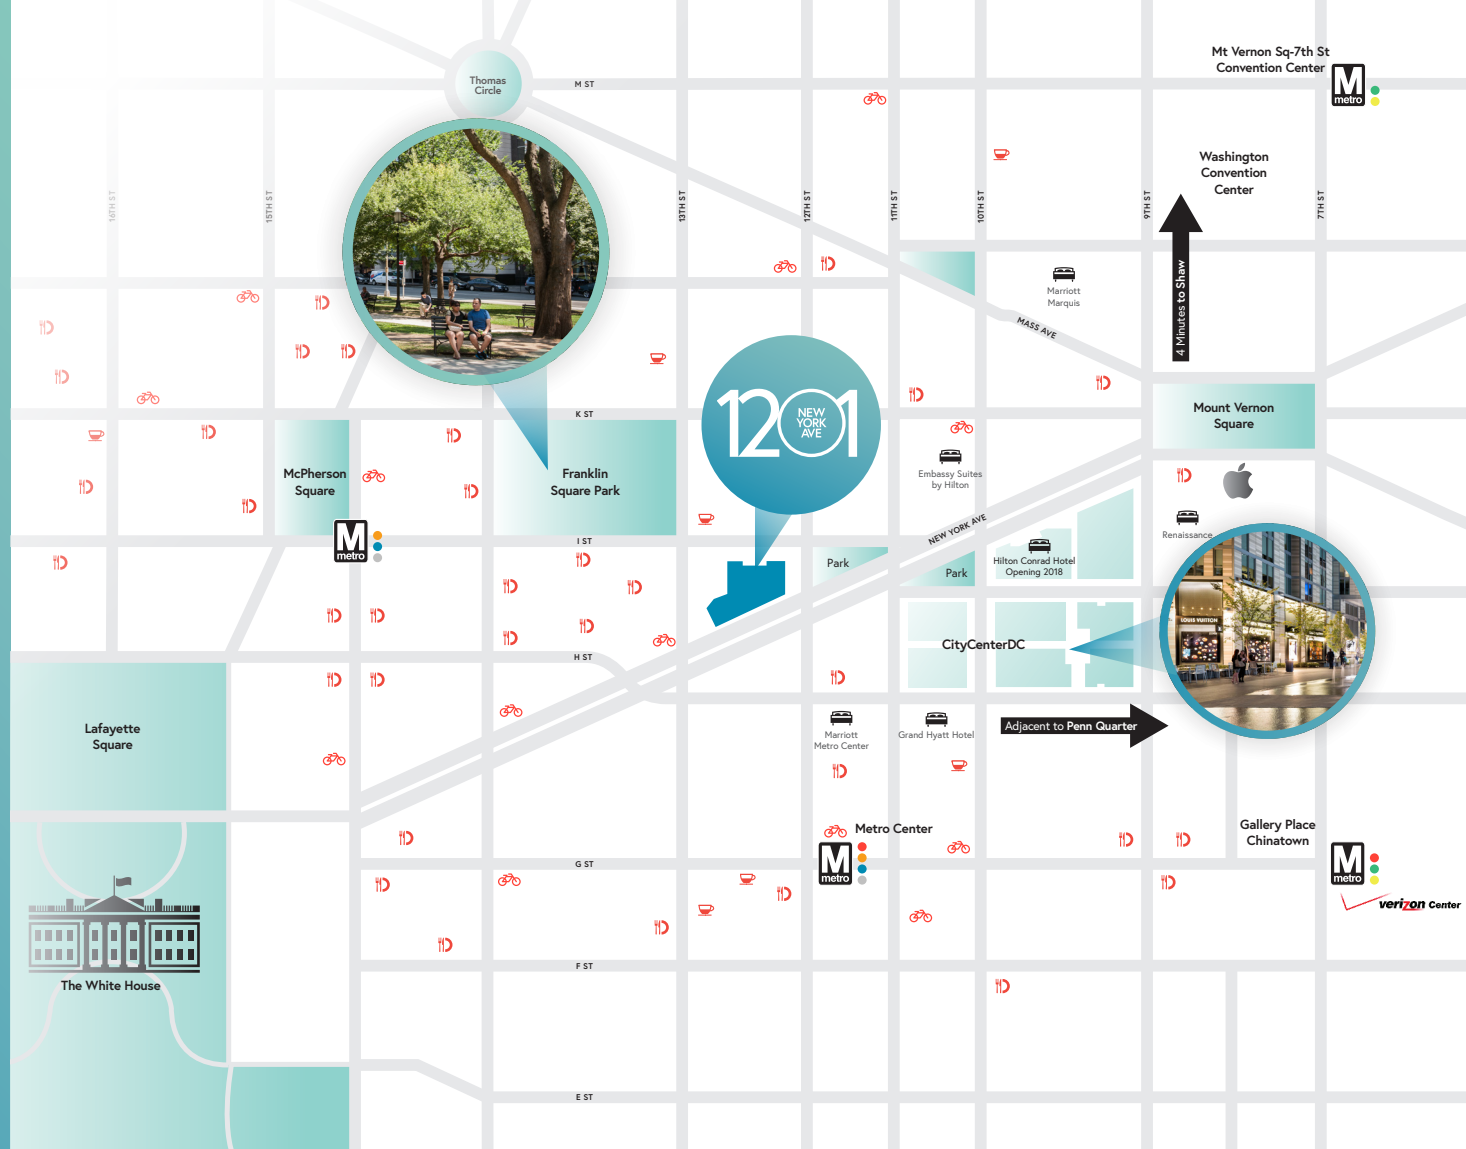 Mt Vernon Sq-7th St
Convention Center
M
metro
Thomas
Circle
M ST
Washington
Convention
Center
16TH ST
15TH ST
13TH ST
12TH ST
11TH ST
10TH ST
9TH ST
7TH ST
4 Minutes to Shaw
Marriott
Marquis
MASS AVE
K ST
1201
NEW
YORK
AVE
Mount Vernon
Square
McPherson
Square
Franklin
Square Park
Embassy Suites
by Hilton
M
metro
I ST
NEW YORK AVE
Renaissance
Hilton Conrad Hotel
Opening 2018
Park
Park
LOUIS VUITTON
CityCenterDC
H ST
Lafayette
Square
Marriott
Metro Center
Grand Hyatt Hotel
Adjacent to Penn Quarter
Metro Center
M
metro
Gallery Place
Chinatown
M
metro
verizon Center
G ST
The White House
F ST
E ST